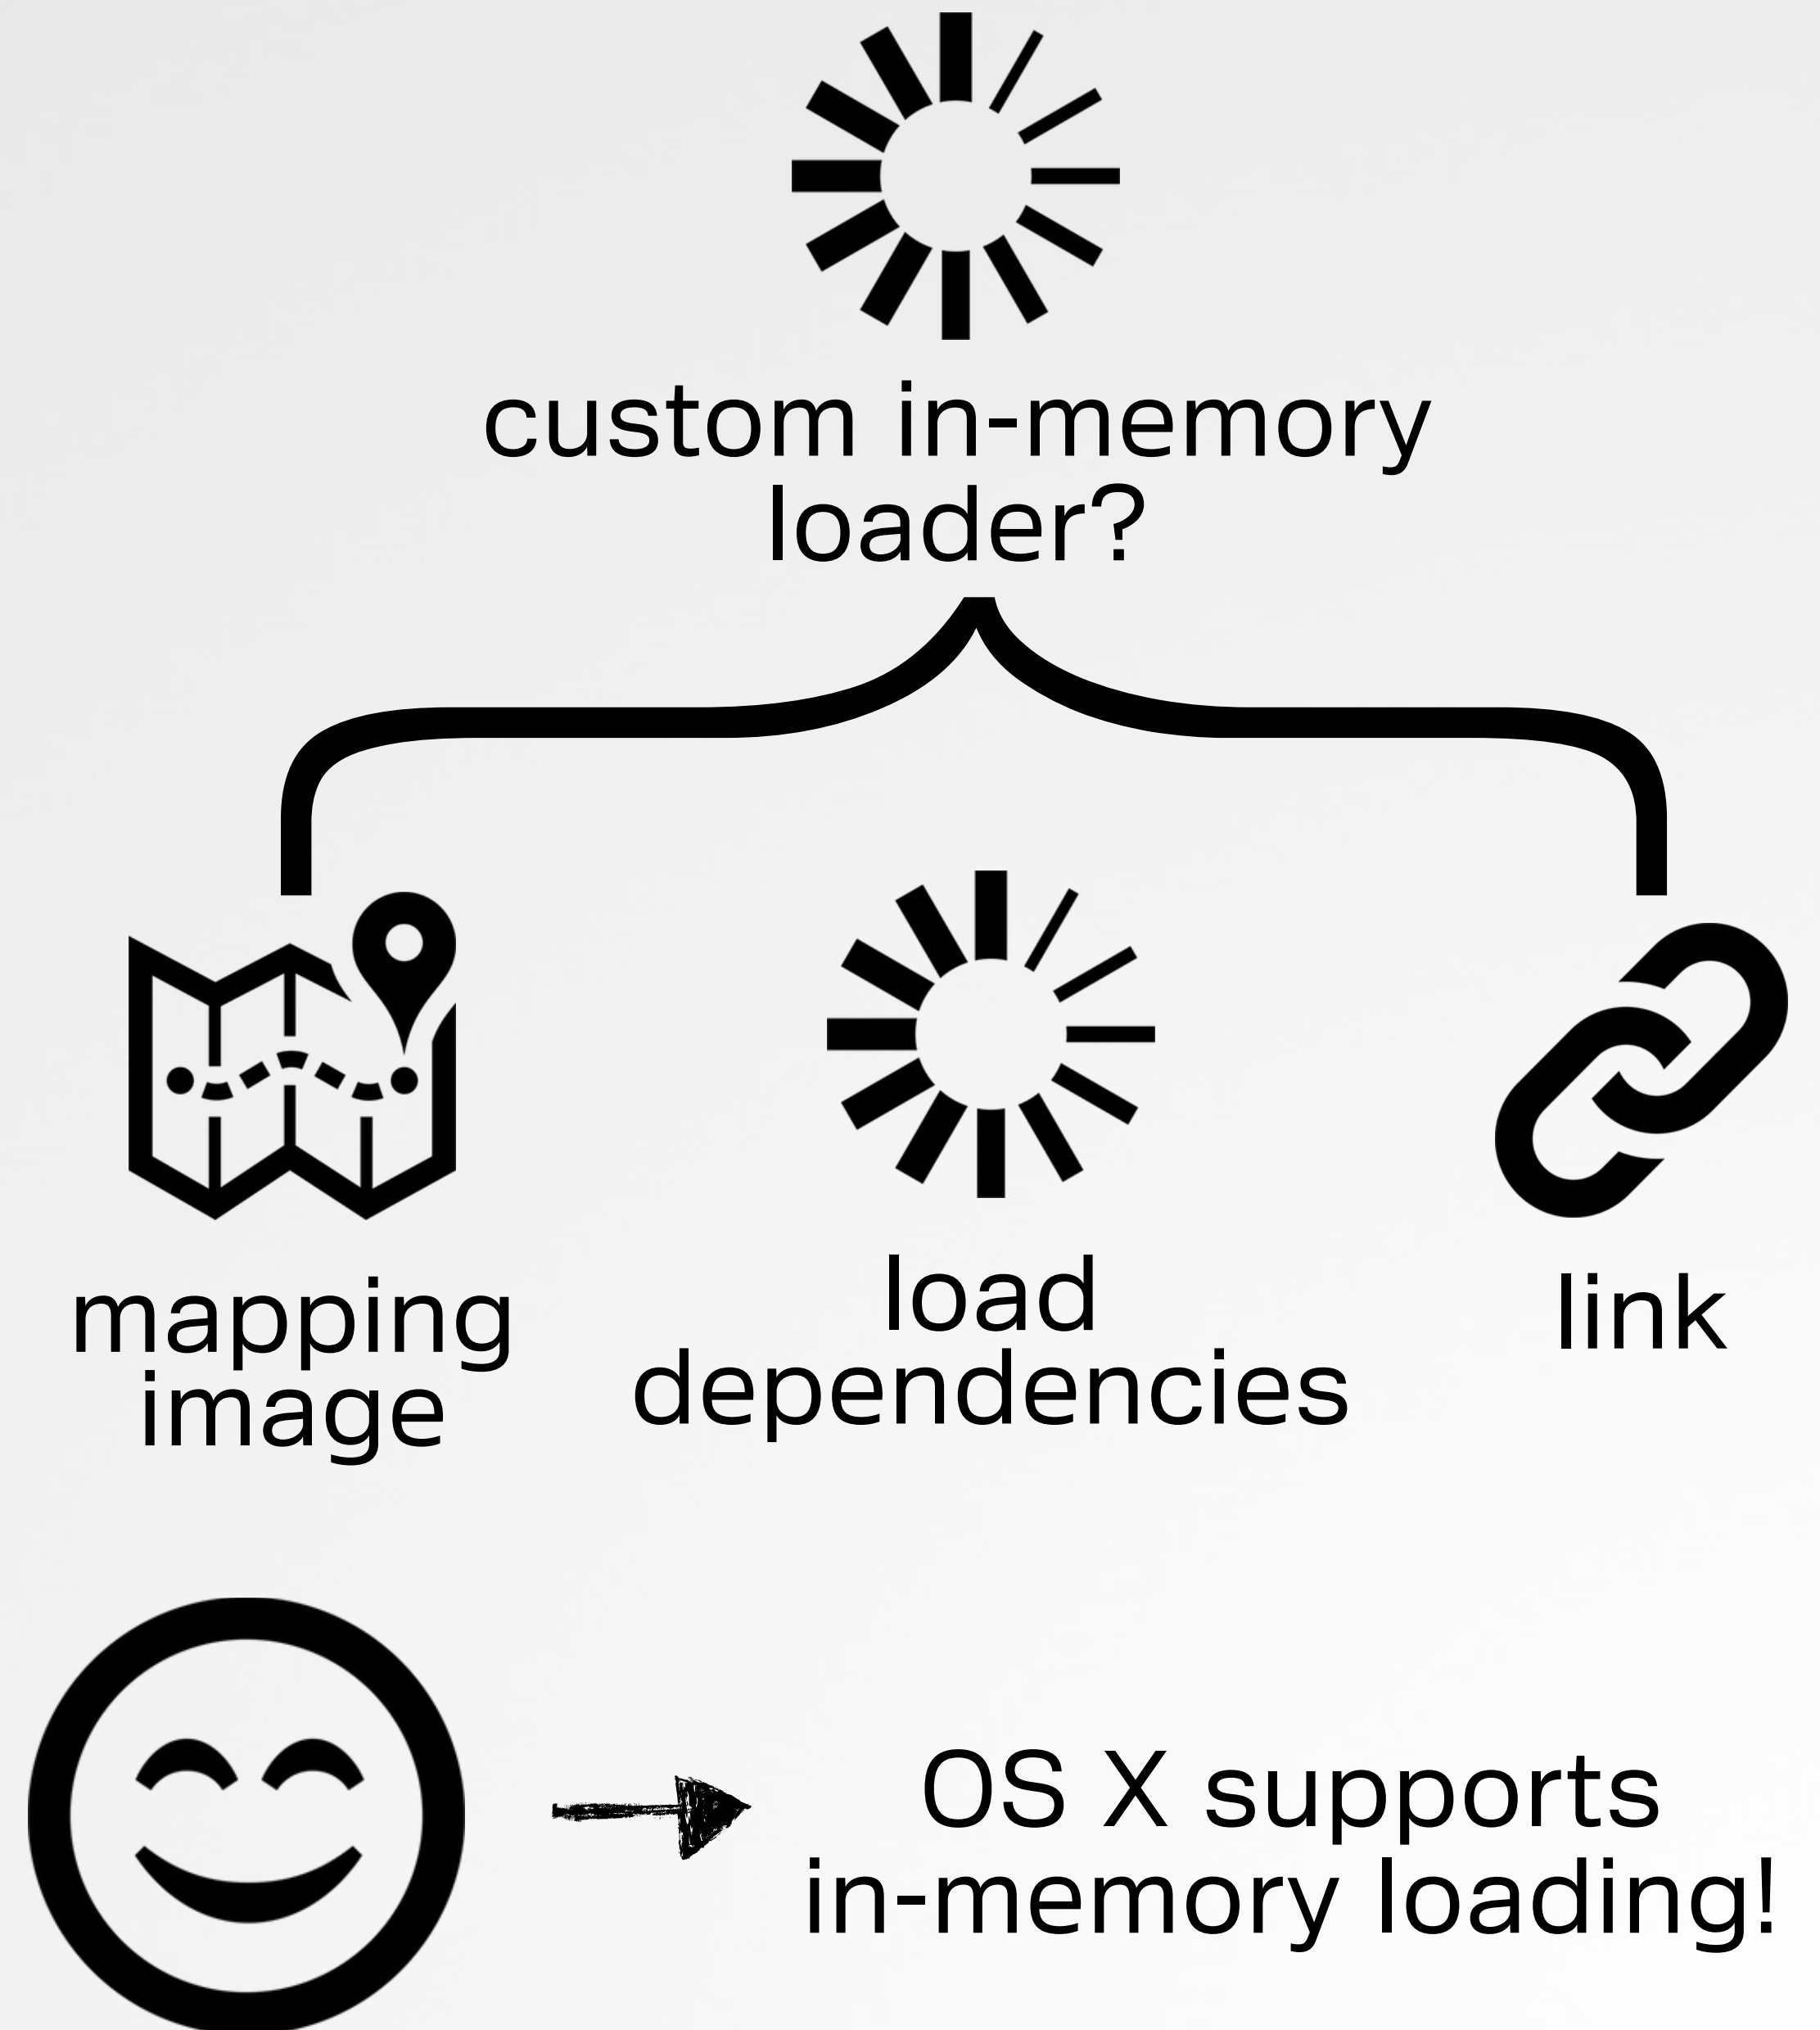 custom in-memory
loader?
mapping
image
load
dependencies
link
OS X supports
in-memory loading!